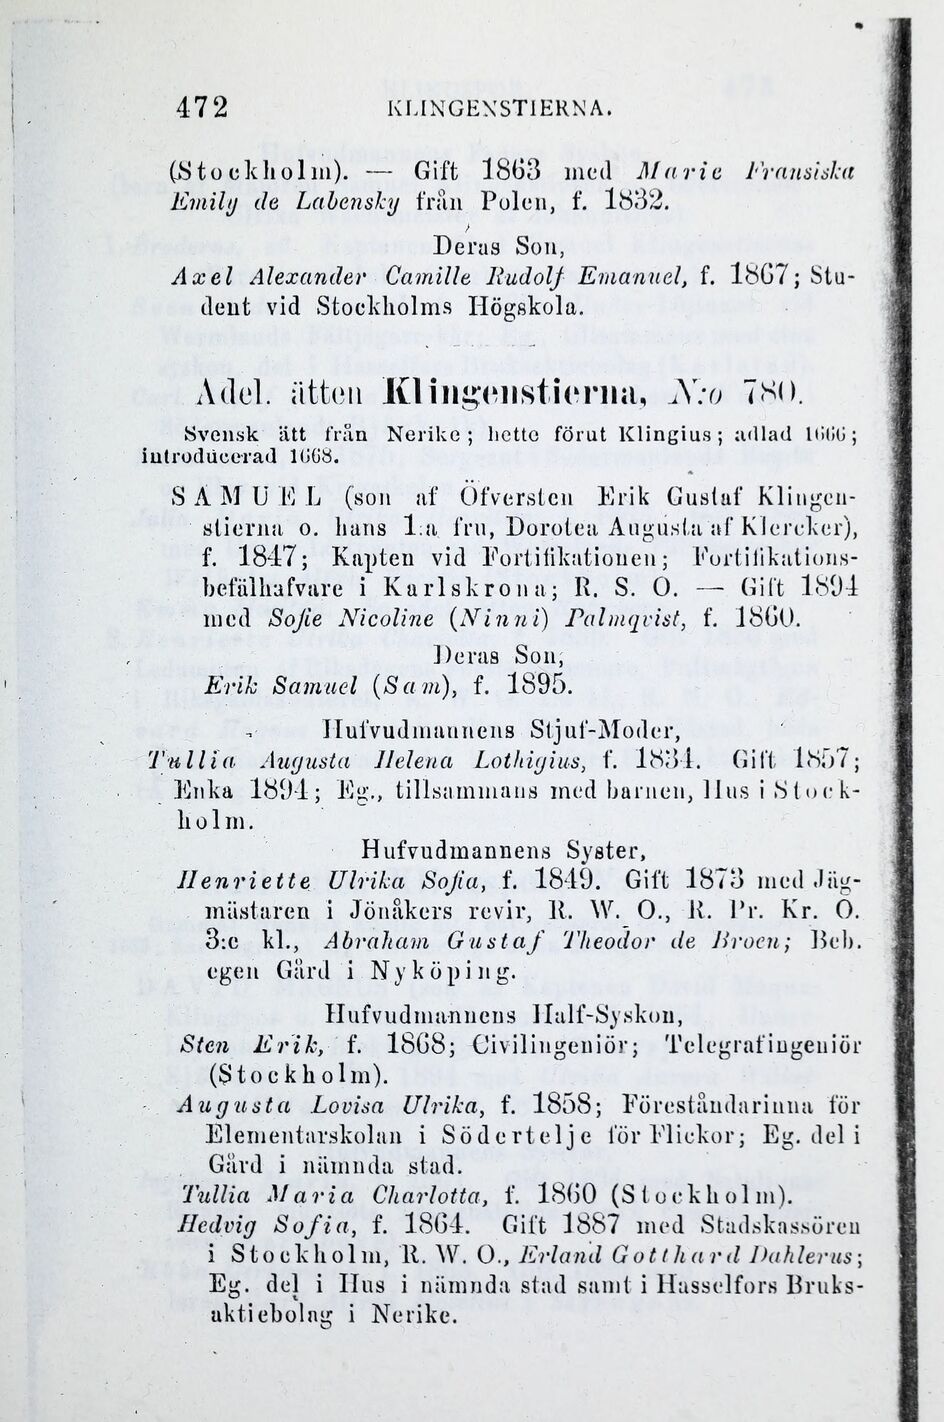 472 KLINGENSTIERNA.
(Stockholm). — Gift 1863 med Marie Fransiska
Emily de Labensky från Polen, f. 1832.
Deras Son,
Axel Alexander Camille Rudolf Emanuel, f. 1867; Stu-
dent vid Stockholms Högskola.
Adel. ätten Klingenstierna, N:o 780.
Svensk ätt från Nerike; hette förut Klingius; adlad 1666;
introducerad 1668.
SAMUEL (son af Öfversten Erik Gustaf Klingen-
stierna o. hans 1:a fru, Dorotea Augusta af Klercker),
f. 1847; Kapten vid Fortifikationen; Fortifikations-
befälhafvare i Karlskrona; R. S. O. — Gift 1894
med Sofie Nicoline (Ninni) Palmqvist, f. 1860.
Deras Son,
Erik Samuel (Sam), f. 1895.
Hufvudmannens Stjuf-Moder,
Tullia Augusta Helena Lothigius, f. 1834. Gift 1857;
Enka 1894; Eg., tillsammans med barnen, Hus i Stock-
holm.
Hufvudmannens Syster,
Henriette Ulrika Sofia, f. 1849. Gift 1873 med Jäg-
mästaren i Jönåkers revir, R. W. O., R. Pr. Kr. O.
3:e kl., Abraham Gustaf Theodor de Broen; Beb.
egen Gård i Nyköping.
Hufvudmannens Half-Syskon,
Sten Erik, f. 1868; Civilingeniör; Telegrafingeniör
(Stockholm).
Augusta Lovisa Ulrika, f. 1858; Föreståndarinna för
Elementarskolan i Södertelje för Flickor; Eg. del i
Gård i nämnda stad.
Tullia Maria Charlotta, f. 1860 (Stockholm).
Hedvig Sofia, f. 1864. Gift 1887 med Stadskassören
i Stockholm, R. W. O., Erland Gotthard Dahlerus;
Eg. del i Hus i nämnda stad samt i Hasselfors Bruks-
aktiebolag i Nerike.